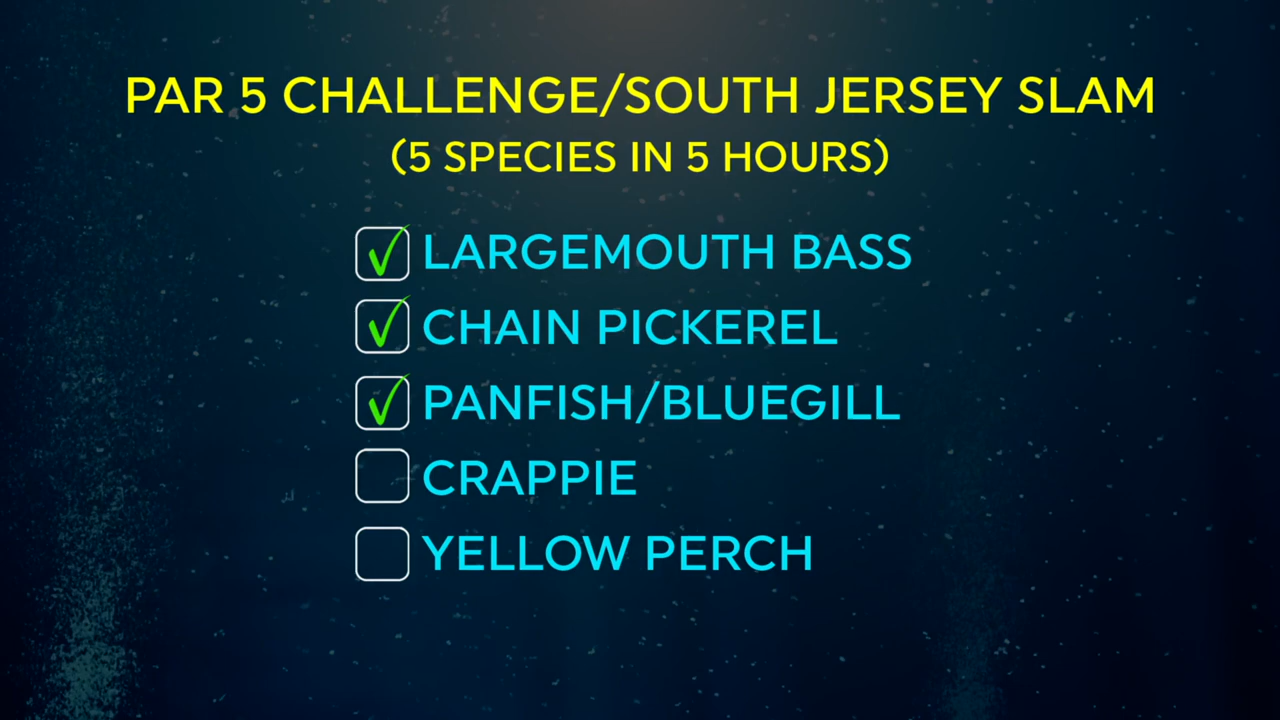 PAR 5 CHALLENGE/SOUTH JERSEY SLAM
(5 SPECIES IN 5 HOURS)
LARGEMOUTH BASS
CHAIN PICKEREL
PANFISH/BLUEGILL
CRAPPIE
YELLOW PERCH